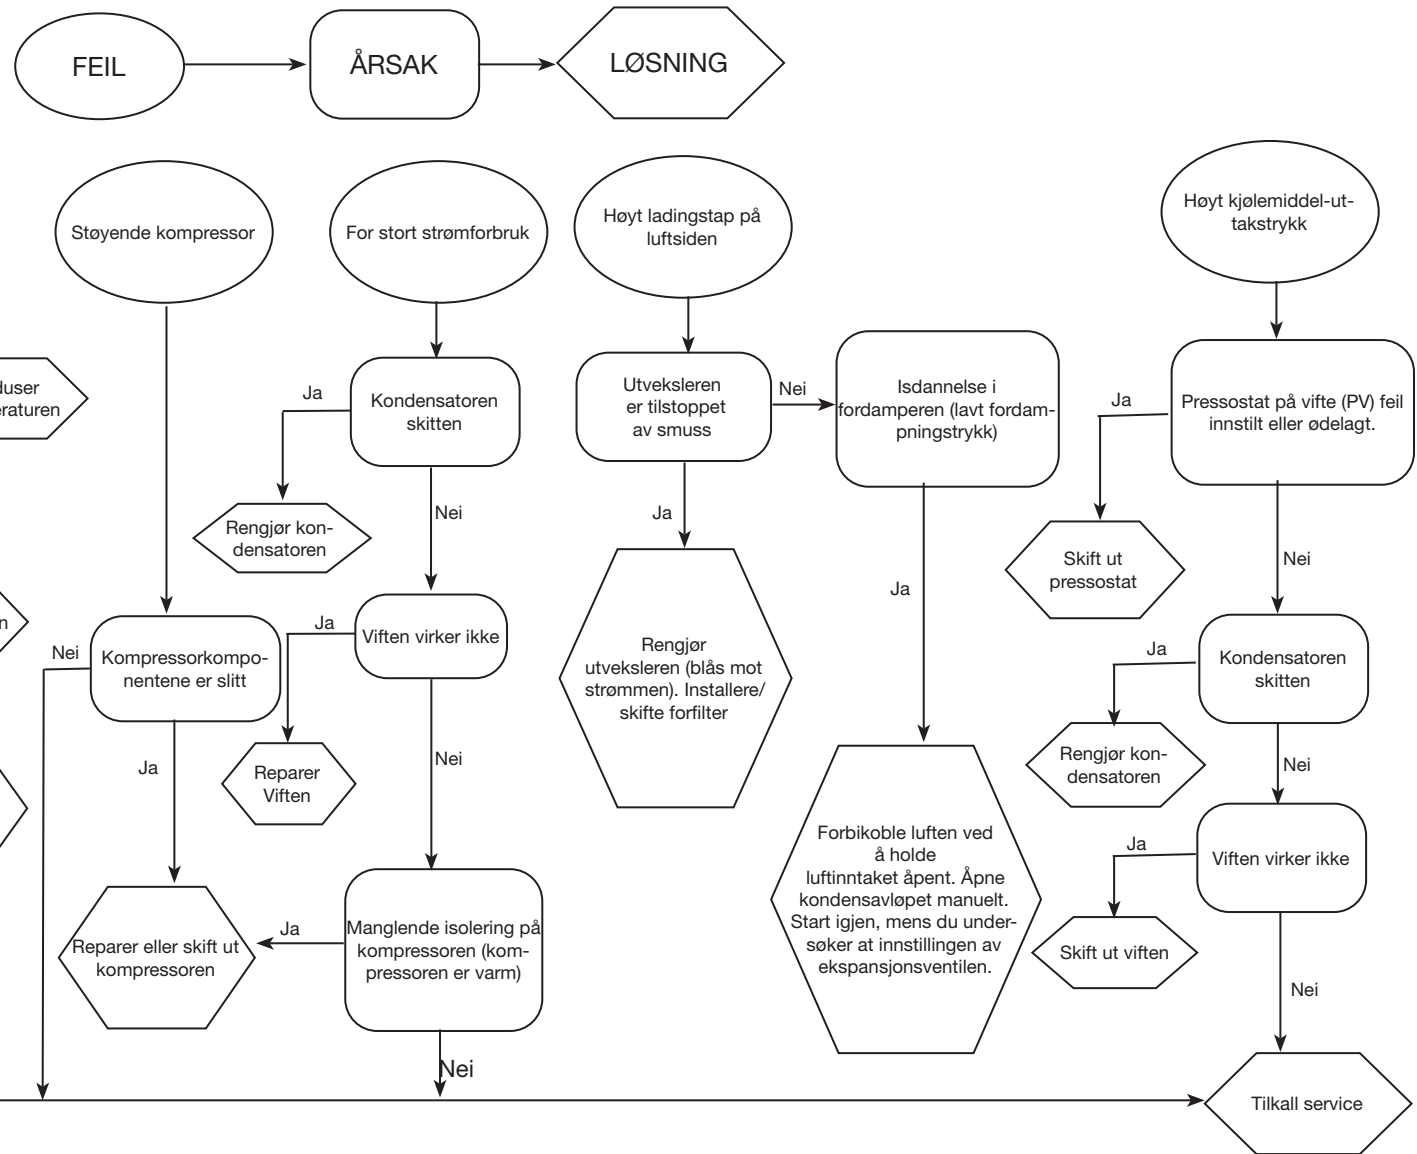 FEIL
ÅRSAK
LØSNING
Støyende kompressor
For stort strømforbruk
Høyt ladingstap på
luftsiden
Høyt kjølemiddel-ut-
takstrykk
Ja
Kondensatoren
skitten
Rengjør kon-
densatoren
Nei
Ja
Viften virker ikke
Reparer
Viften
Nei
Nei
Kompressorkompo-
nentene er slitt
Ja
Reparer eller skift ut
kompressoren
Ja
Manglende isolering på
kompressoren (kom-
pressoren er varm)
Nei
Utveksleren
er tilstoppet
av smuss
Nei
Ja
Rengjør
utveksleren (blås mot
strømmen). Installere/
skifte forfilter
Isdannelse i
fordamperen (lavt fordam-
pningstrykk)
Ja
Forbikoble luften ved
å holde
luftinntaket åpent. Åpne
kondensavløpet manuelt.
Start igjen, mens du under-
søker at innstillingen av
ekspansjonsventilen.
Pressostat på vifte (PV) feil
innstilt eller ødelagt.
Ja
Skift ut
pressostat
Nei
Kondensatoren
skitten
Ja
Rengjør kon-
densatoren
Nei
Viften virker ikke
Ja
Skift ut viften
Nei
Tilkall service